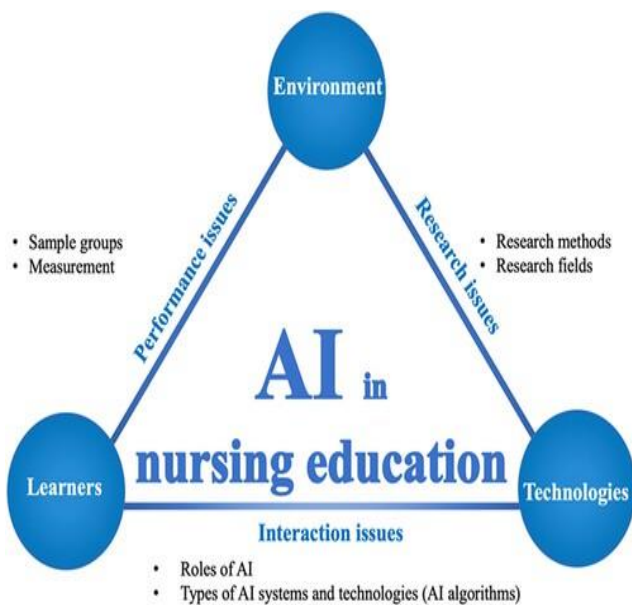 Environment
• Sample groups
• Measurement
Performance issues
Research issues
• Research methods
• Research fields
AI in
nursing education
Learners
Technologies
Interaction issues
• Roles of AI
• Types of AI systems and technologies (AI algorithms)